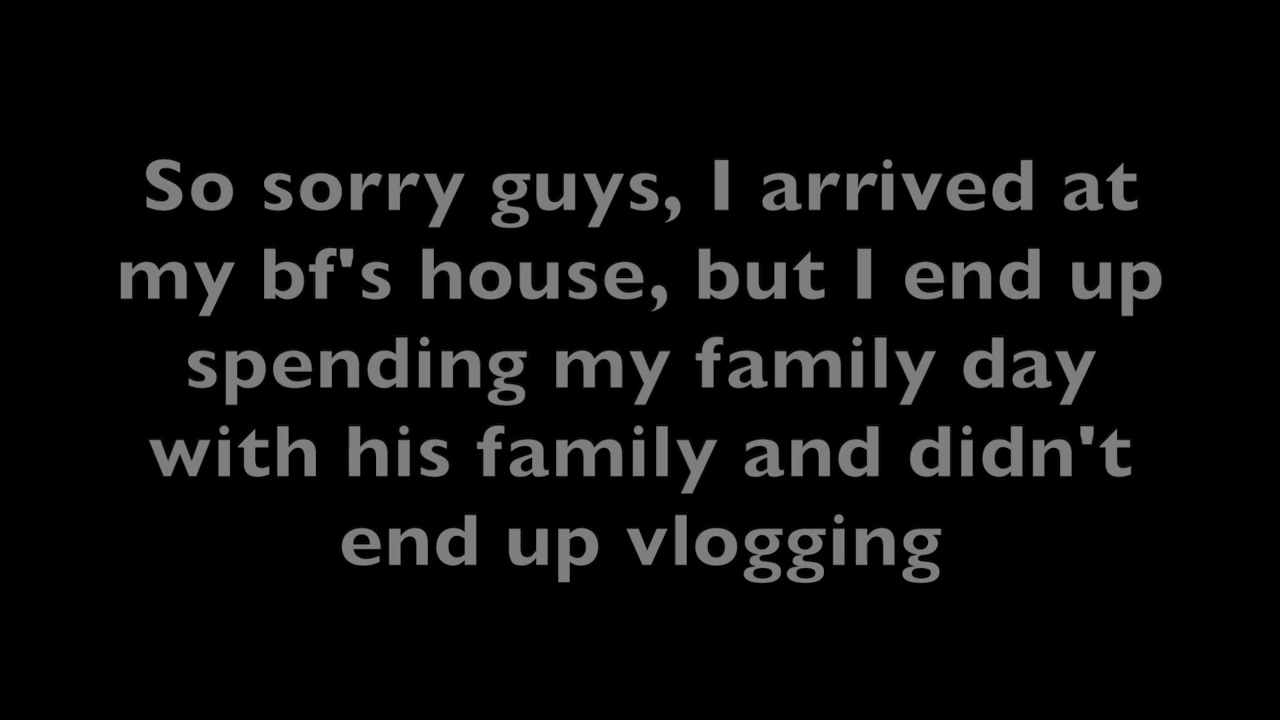 So sorry guys, I arrived at
my bf's house, but I end up
spending my family day
with his family and didn't
end up vlogging